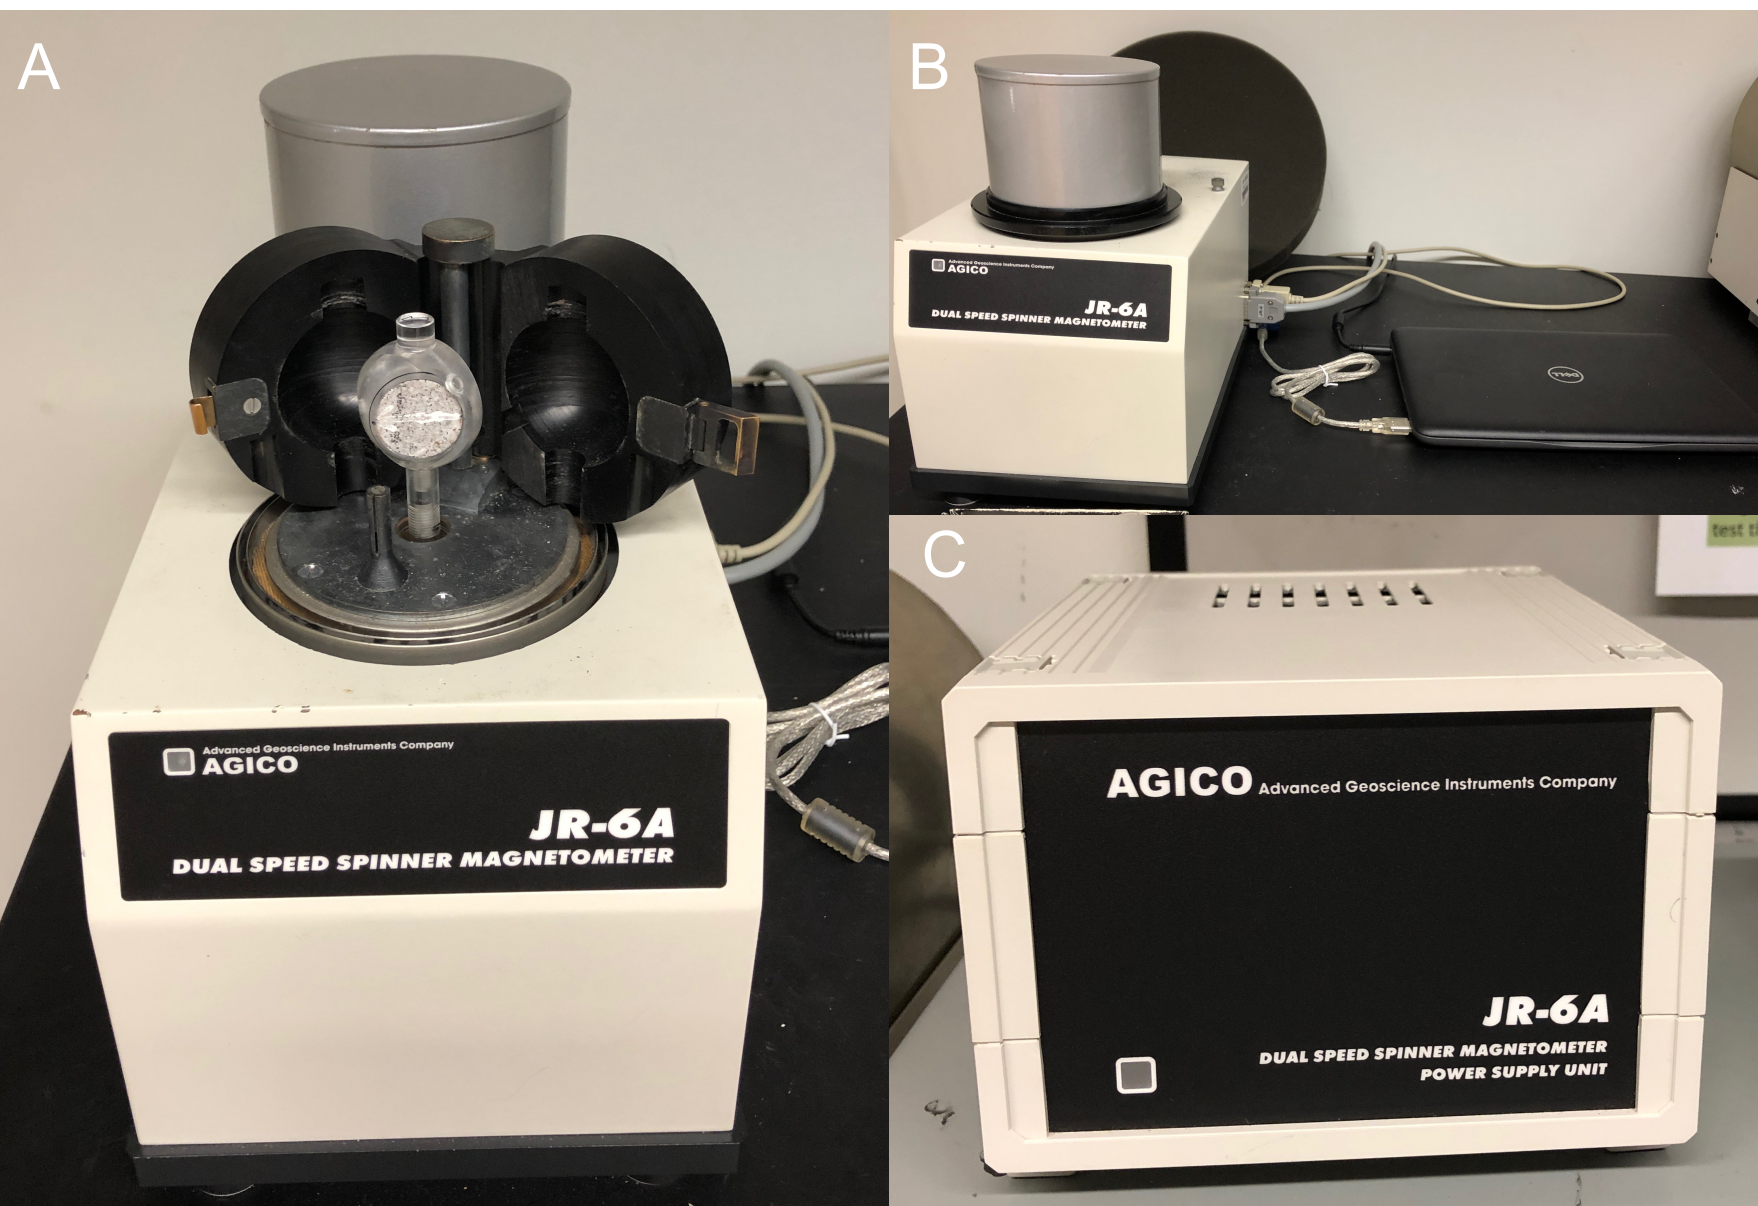 A
Advanced Geoscience Instruments Company
AGICO
JR-6A
DUAL SPEED SPINNER MAGNETOMETER
B
Advanced Geoscience Instruments Company
AGICO
JR-6A
DUAL SPEED SPINNER MAGNETOMETER
DELL
C
test
AGICO Advanced Geoscience Instruments Company
JR-6A
DUAL SPEED SPINNER MAGNETOMETER
POWER SUPPLY UNIT